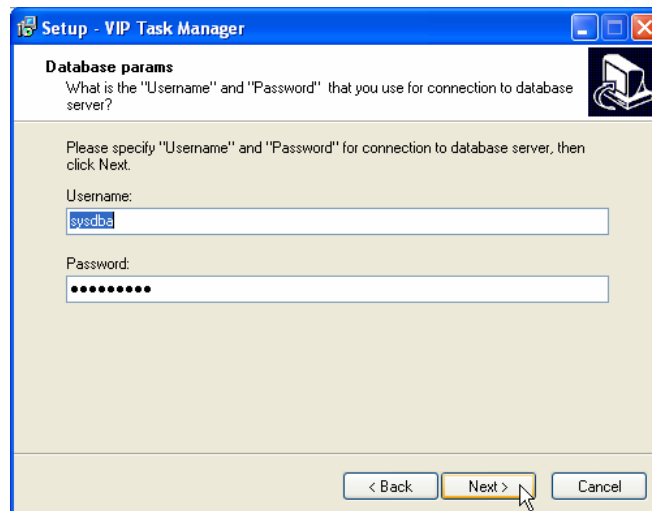 Setup - VIP Task Manager
Database params
What is the "Username" and "Password" that you use for connection to database
server?
Please specify "Username" and "Password" for connection to database server, then
click Next.
Username:
sysdba
Password:
●●●●●●●●●
< Back
Next >
Cancel